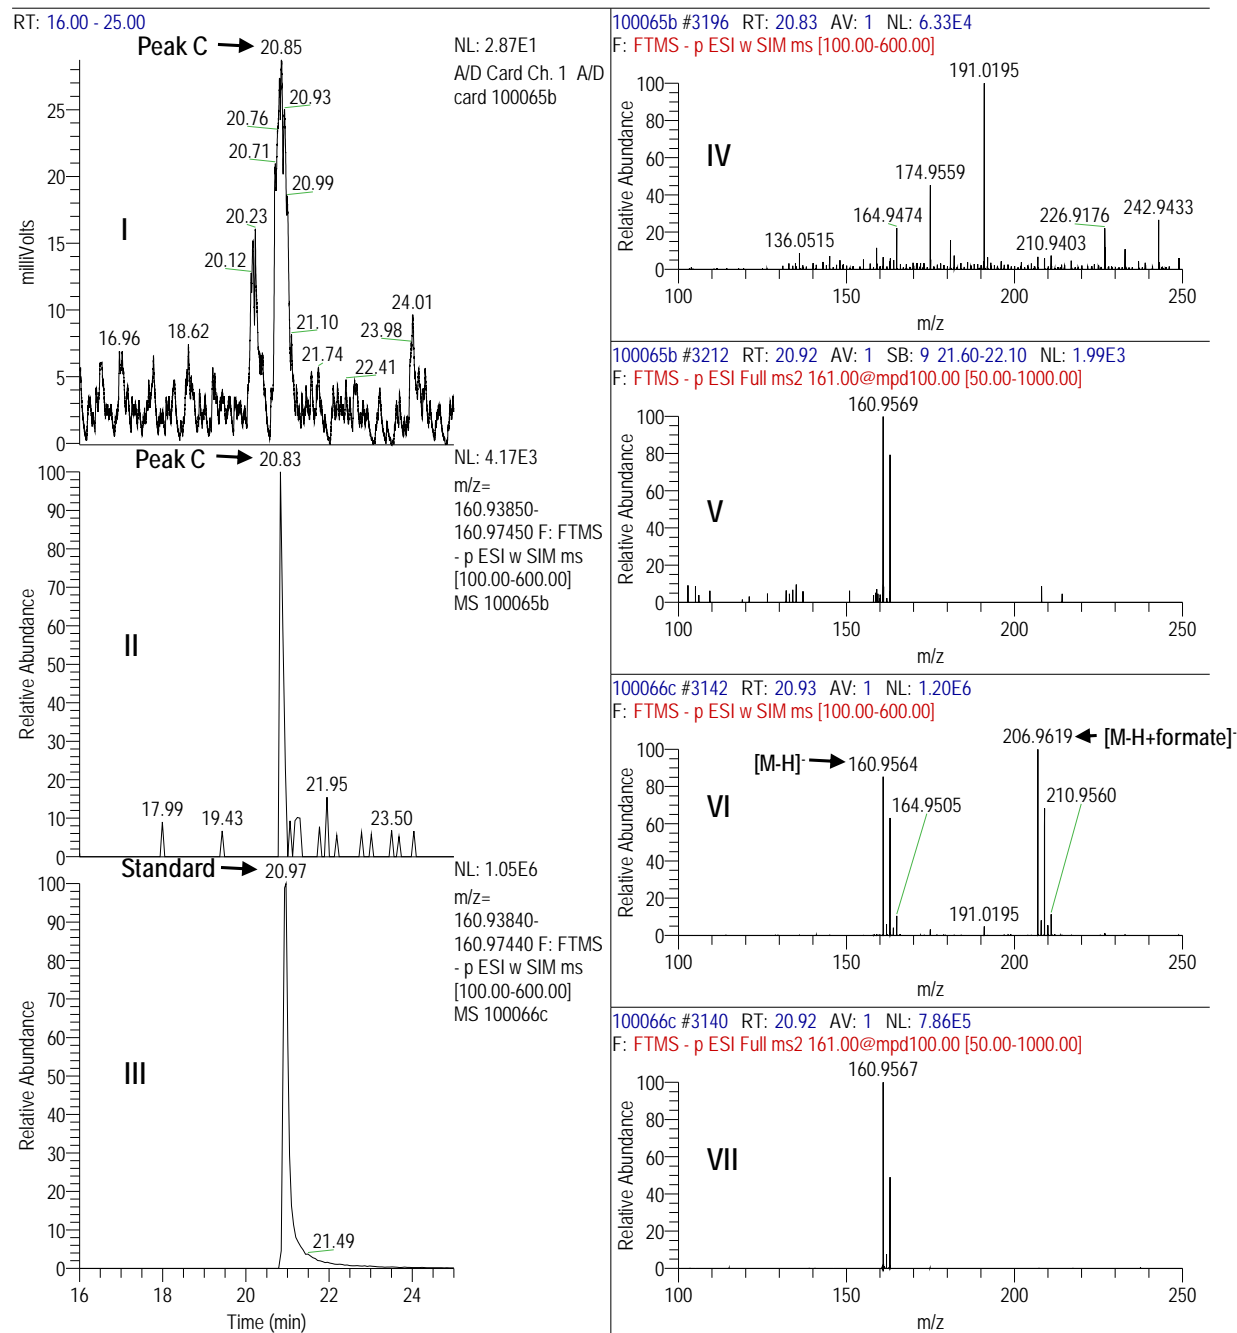 RT: 16.00 - 25.00
Peak C
20.85
NL: 2.87E1
A/D Card Ch. 1 A/D
card 100065b
20.93
20.76
20.71
20.99
20.23
20.12
I
21.10
24.01
23.98
16.96
18.62
21.74
22.41
25
20
15
10
5
0
milliVolts
Peak C
20.83
NL: 4.17E3
m/z=
160.93850-
160.97450 F: FTMS
- p ESI w SIM ms
[100.00-600.00]
MS 100065b
100
90
80
70
60
50
40
30
20
10
0
Relative Abundance
II
17.99
19.43
21.95
23.50
Standard
20.97
NL: 1.05E6
m/z=
160.93840-
160.97440 F: FTMS
- p ESI w SIM ms
[100.00-600.00]
MS 100066c
100
90
80
70
60
50
40
30
20
10
0
Relative Abundance
III
21.49
16 18 20 22 24
Time (min)
100065b #3196 RT: 20.83 AV: 1 NL: 6.33E4
F: FTMS - p ESI w SIM ms [100.00-600.00]
191.0195
100
80
60
40
20
0
Relative Abundance
IV
174.9559
164.9474
136.0515
226.9176
242.9433
210.9403
100 150 200 250
m/z
100065b #3212 RT: 20.92 AV: 1 SB: 9 21.60-22.10 NL: 1.99E3
F: FTMS - p ESI Full ms2 161.00@mpd100.00 [50.00-1000.00]
160.9569
100
80
60
40
20
0
Relative Abundance
V
100 150 200 250
m/z
100066c #3142 RT: 20.93 AV: 1 NL: 1.20E6
F: FTMS - p ESI w SIM ms [100.00-600.00]
206.9619
[M-H+formate]-
[M-H]-
160.9564
164.9505
210.9560
191.0195
100
80
60
40
20
0
Relative Abundance
VI
100 150 200 250
m/z
100066c #3140 RT: 20.92 AV: 1 NL: 7.86E5
F: FTMS - p ESI Full ms2 161.00@mpd100.00 [50.00-1000.00]
160.9567
100
80
60
40
20
0
Relative Abundance
VII
100 150 200 250
m/z